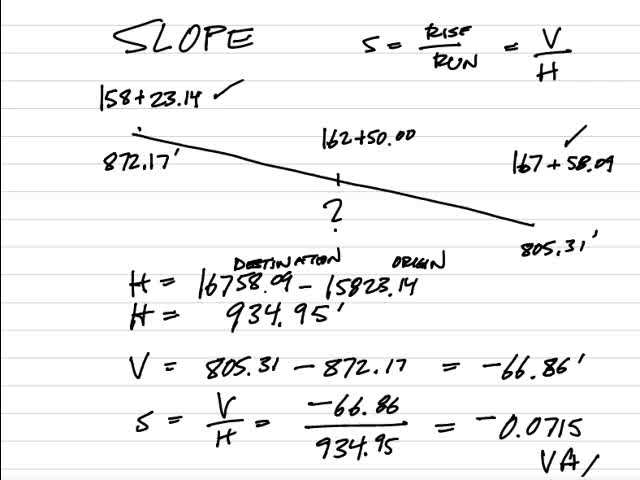 SLOPE
S = RISE/RUN = V/H
158+23.14 ✓
162+50.00
872.17'
167+58.09 ✓
?
805.31'
DESTINATION ORIGIN
H = 16758.09 - 15823.14
H = 934.95'
V = 805.31 - 872.17 = -66.86'
S = V/H = -66.86/934.95 = -0.0715
VA/